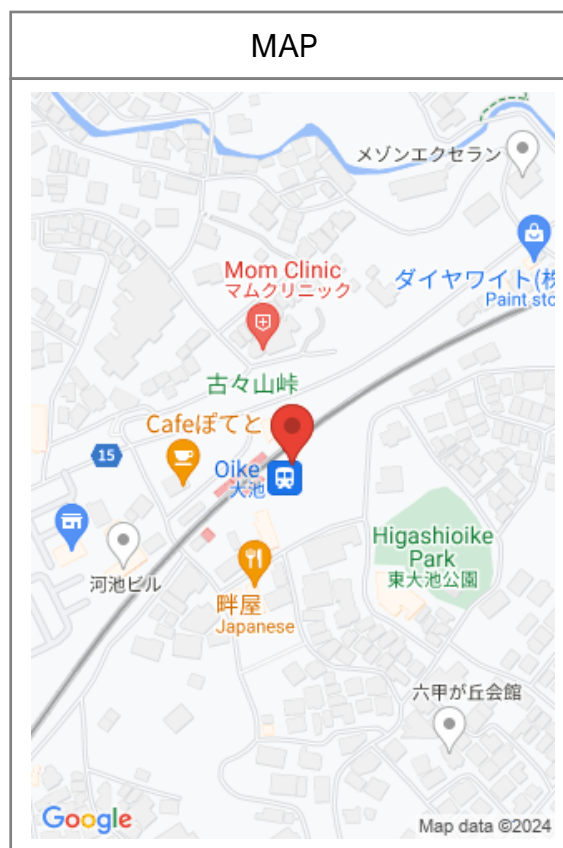 MAP
メゾンエクセラン
Mom Clinic
マムクリニック
ダイヤワイト(株
Paint sto
古々山峠
Cafeぽてと
15
Oike
大池
Higashioike
Park
東大池公園
河池ビル
畔屋
Japanese
六甲が丘会館
Google
Map data ©2024